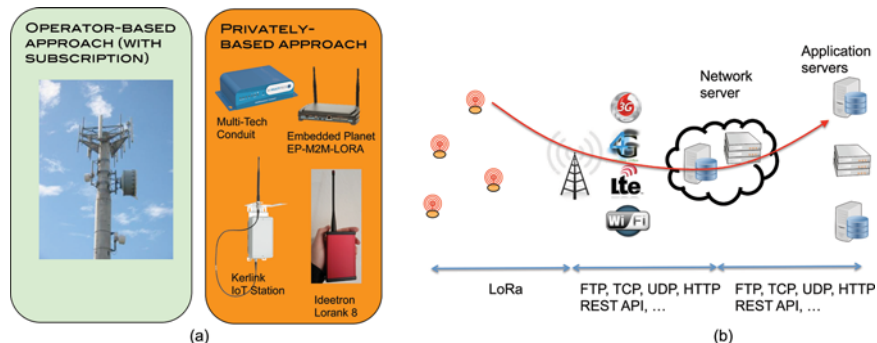 OPERATOR-BASED
APPROACH (WITH
SUBSCRIPTION)
PRIVATELY-
BASED APPROACH
Multi-Tech
Conduit
Embedded Planet
EP-M2M-LORA
Kerlink
IoT Station
Ideetron
Lorank 8
(a)
Application
servers
Network
server
3G
4G
Lte
Wi Fi
LoRa
FTP, TCP, UDP, HTTP
REST API, …
FTP, TCP, UDP, HTTP
REST API, …
(b)